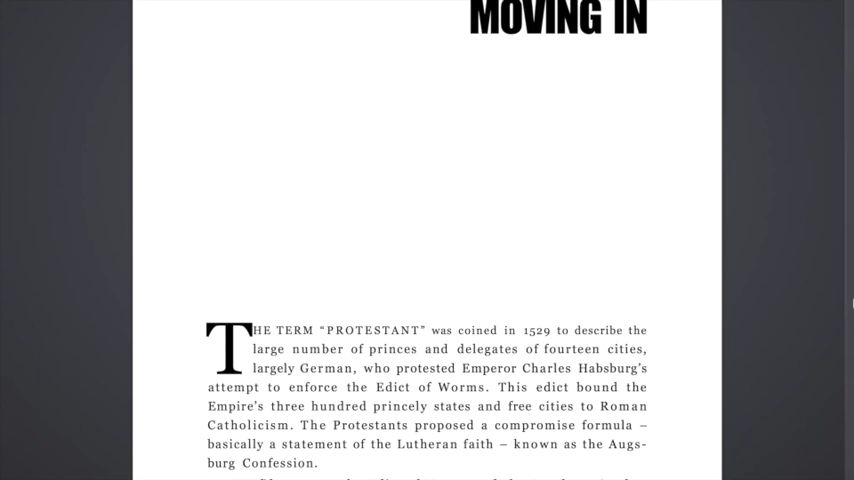 MOVING IN
THE TERM “PROTESTANT” was coined in 1529 to describe the
large number of princes and delegates of fourteen cities,
largely German, who protested Emperor Charles Habsburg’s
attempt to enforce the Edict of Worms. This edict bound the
Empire’s three hundred princely states and free cities to Roman
Catholicism. The Protestants proposed a compromise formula –
basically a statement of the Lutheran faith – known as the Augs-
burg Confession.